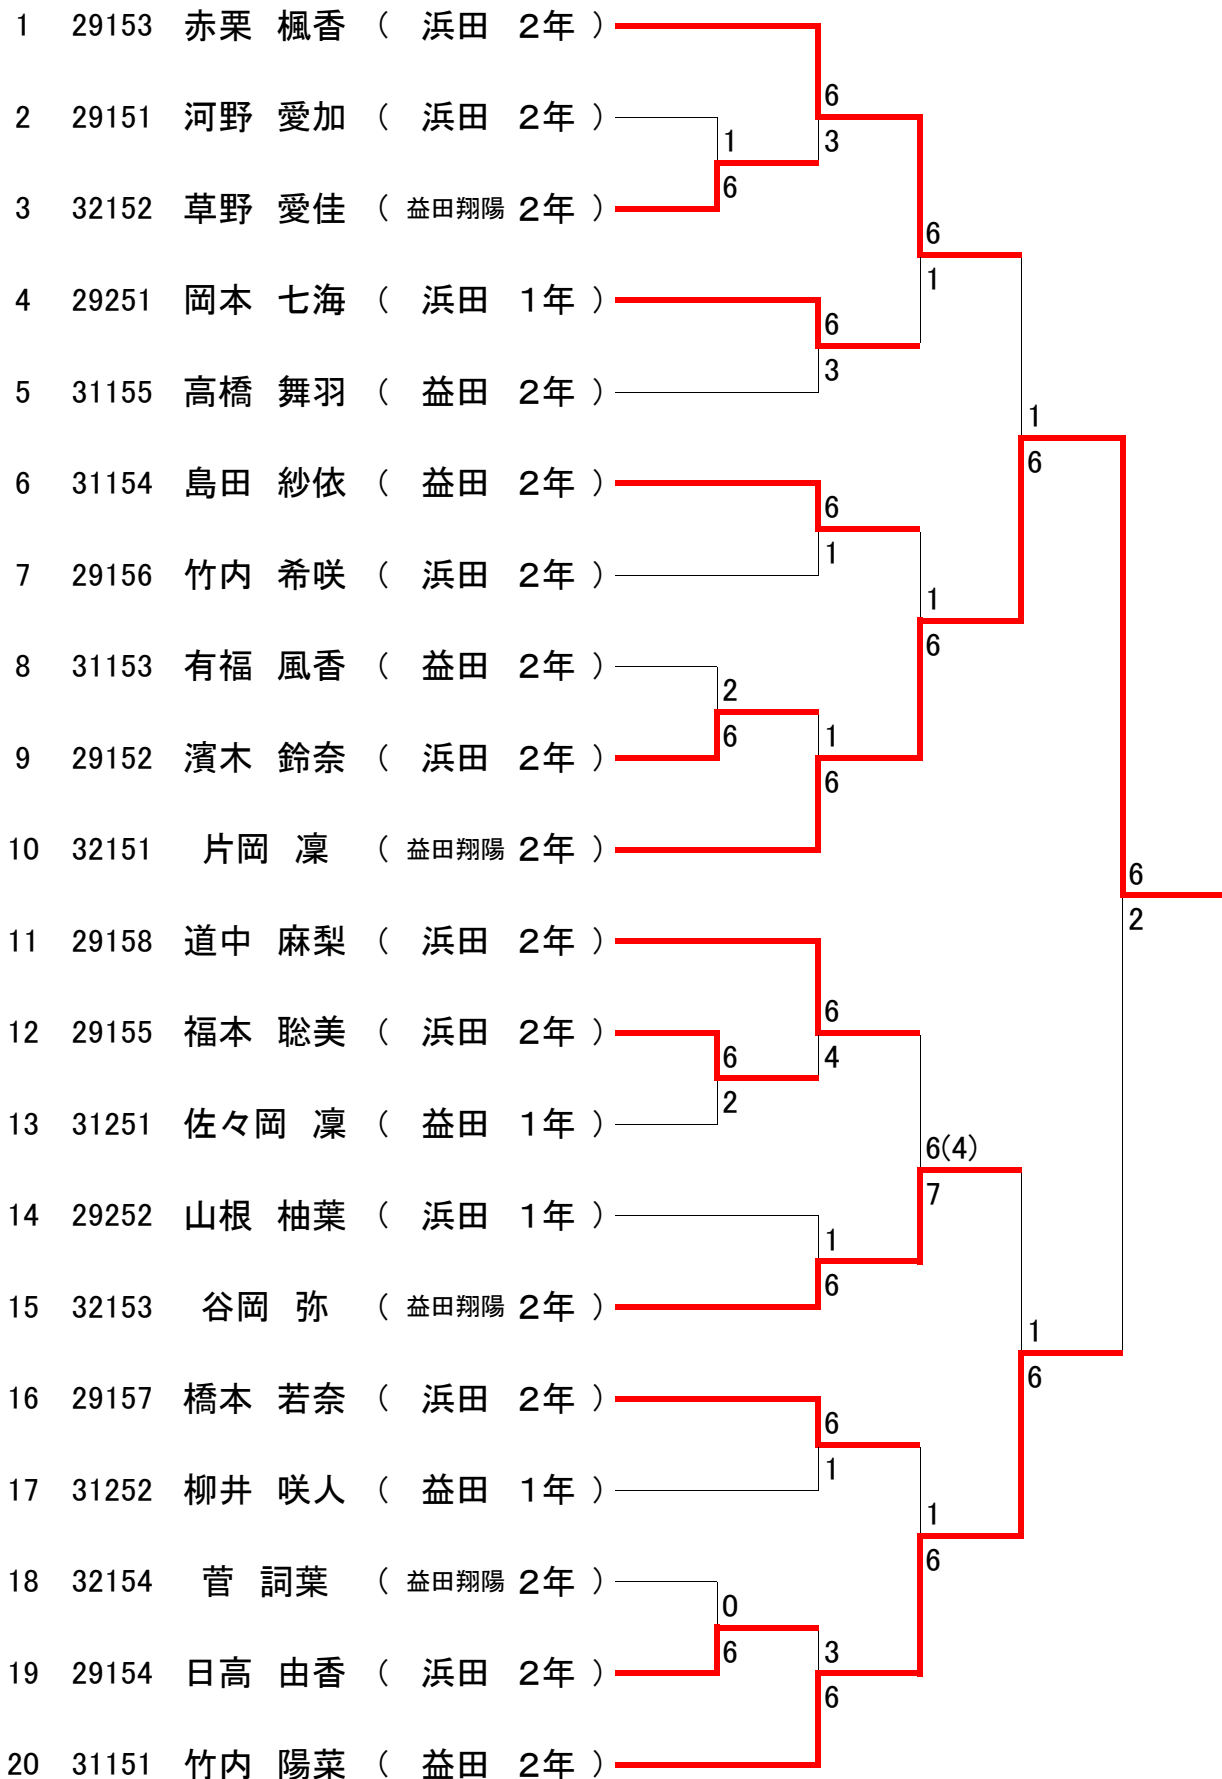 1 29153 赤栗 楓香 ( 浜田 2年 )
6
2 29151 河野 愛加 ( 浜田 2年 )
1 3
6
3 32152 草野 愛佳 ( 益田翔陽 2年 )
6
1
4 29251 岡本 七海 ( 浜田 1年 )
6
3
5 31155 高橋 舞羽 ( 益田 2年 )
1
6
6 31154 島田 紗依 ( 益田 2年 )
6
1
7 29156 竹内 希咲 ( 浜田 2年 )
1
6
8 31153 有福 風香 ( 益田 2年 )
2
6 1
9 29152 濱木 鈴奈 ( 浜田 2年 )
6
10 32151 片岡 凜 ( 益田翔陽 2年 )
6
2
11 29158 道中 麻梨 ( 浜田 2年 )
6
12 29155 福本 聡美 ( 浜田 2年 )
6 4
2
13 31251 佐々岡 凜 ( 益田 1年 )
6(4)
7
14 29252 山根 柚葉 ( 浜田 1年 )
1
6
15 32153 谷岡 弥 ( 益田翔陽 2年 )
1
6
16 29157 橋本 若奈 ( 浜田 2年 )
6
1
17 31252 柳井 咲人 ( 益田 1年 )
1
6
18 32154 菅 詞葉 ( 益田翔陽 2年 )
0
6 3
19 29154 日高 由香 ( 浜田 2年 )
6
20 31151 竹内 陽菜 ( 益田 2年 )